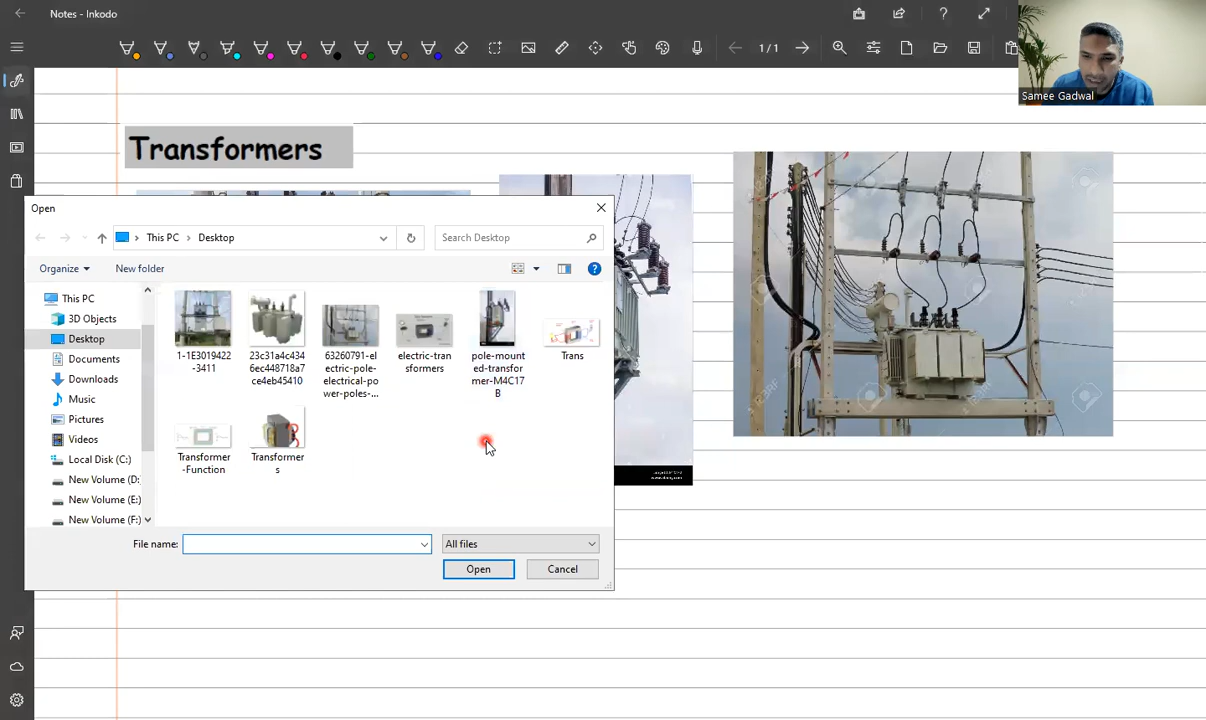 Notes - Inkodo
?
1/1
Samee Gadwal
Transformers
Open
This PC
Desktop
Search Desktop
Organize
New folder
?
This PC
3D Objects
Desktop
Documents
Downloads
Music
Pictures
Videos
Local Disk (C:)
New Volume (D:
New Volume (E:)
New Volume (F:)
1-1E3019422
-3411
23c31a4c434
6ec448718a7
ce4eb45410
63260791-el
ectric-pole-
electrical-po
wer-poles-...
electric-tran
sformers
pole-mount
ed-transfor
mer-M4C17
B
Trans
Transformer
-Function
Transformer
s
File name:
All files
Open
Cancel